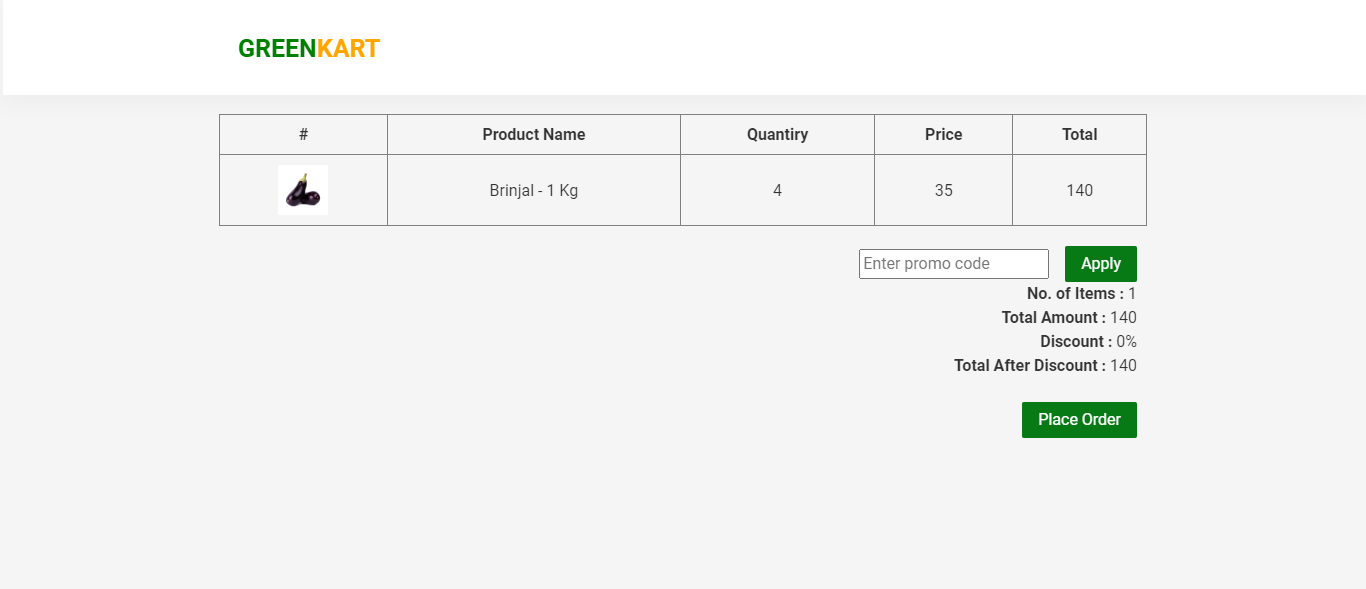 GREENKART
# Product Name Quantiry Price Total
Brinjal - 1 Kg 4 35 140
Enter promo code Apply
No. of Items : 1
Total Amount : 140
Discount : 0%
Total After Discount : 140
Place Order